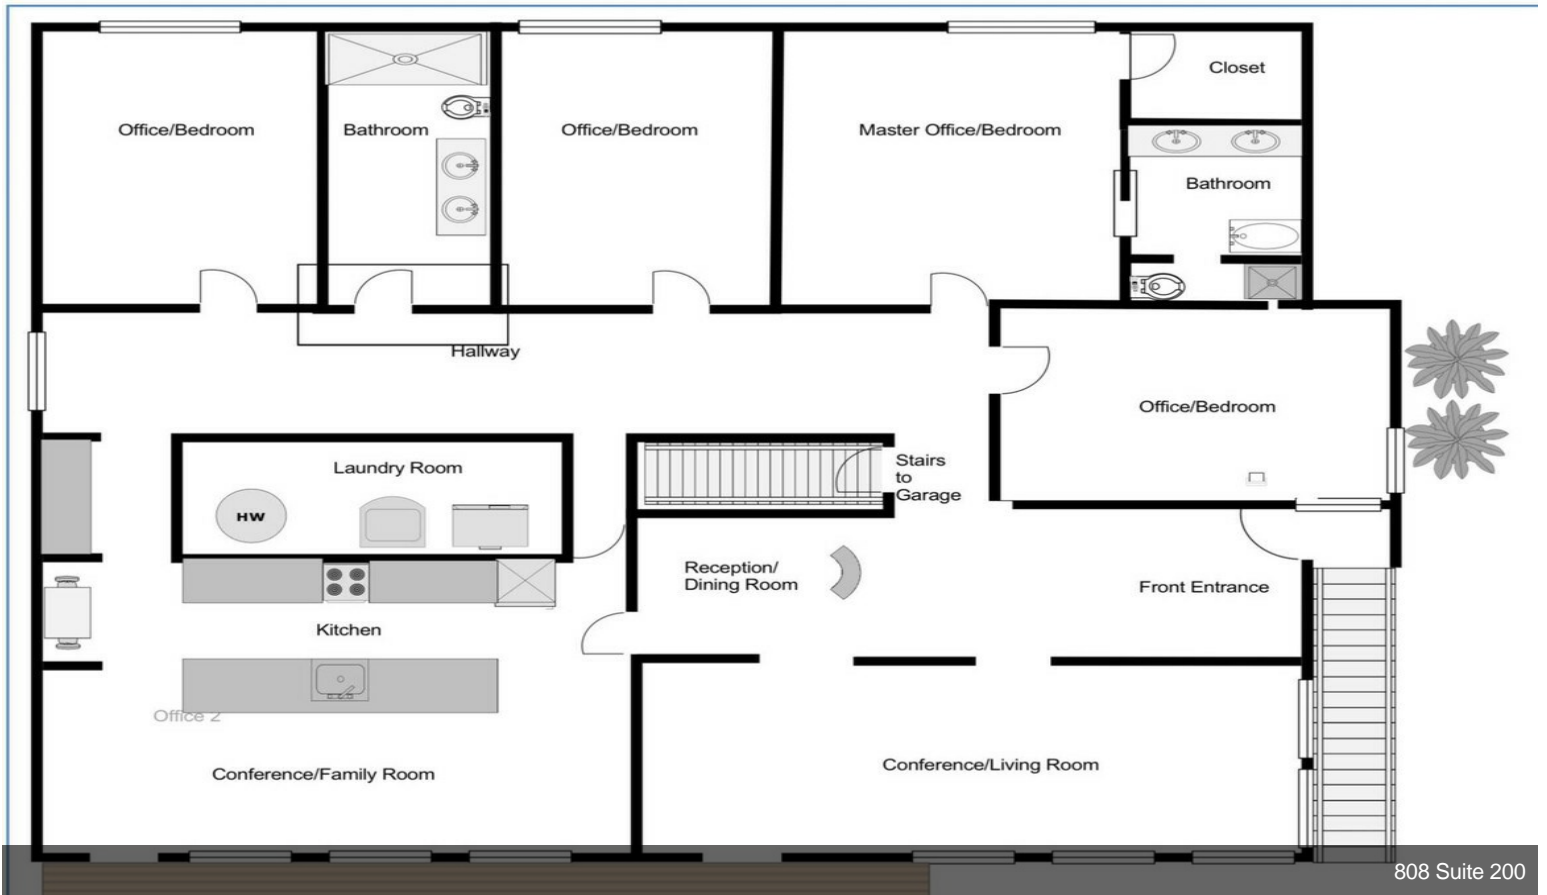 Closet
Office/Bedroom
Bathroom
Office/Bedroom
Master Office/Bedroom
Bathroom
Hallway
Office/Bedroom
Stairs
to
Garage
Laundry Room
HW
Reception/
Dining Room
Front Entrance
Kitchen
Office 2
Conference/Family Room
Conference/Living Room
808 Suite 200